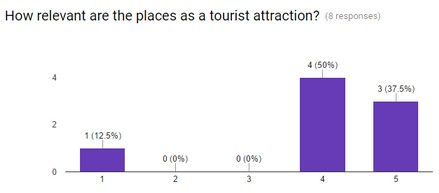 How relevant are the places as a tourist attraction? (8 responses)
4 (50%)
4
3 (37.5%)
2
1 (12.5%)
0 (0%) 0 (0%)
0
1 2 3 4 5